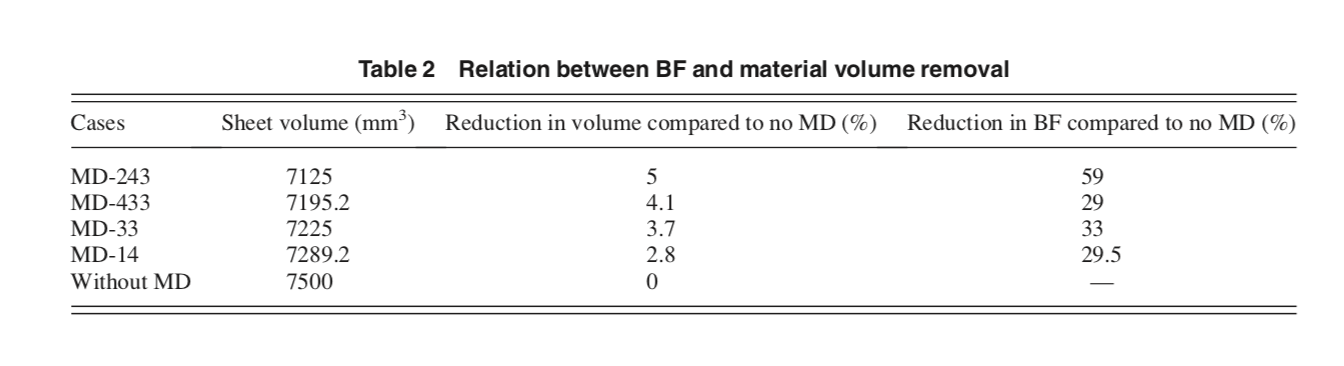 Table 2 Relation between BF and material volume removal
Cases Sheet volume (mm³) Reduction in volume compared to no MD (%) Reduction in BF compared to no MD (%)
MD-243 7125 5 59
MD-433 7195.2 4.1 29
MD-33 7225 3.7 33
MD-14 7289.2 2.8 29.5
Without MD 7500 0 —